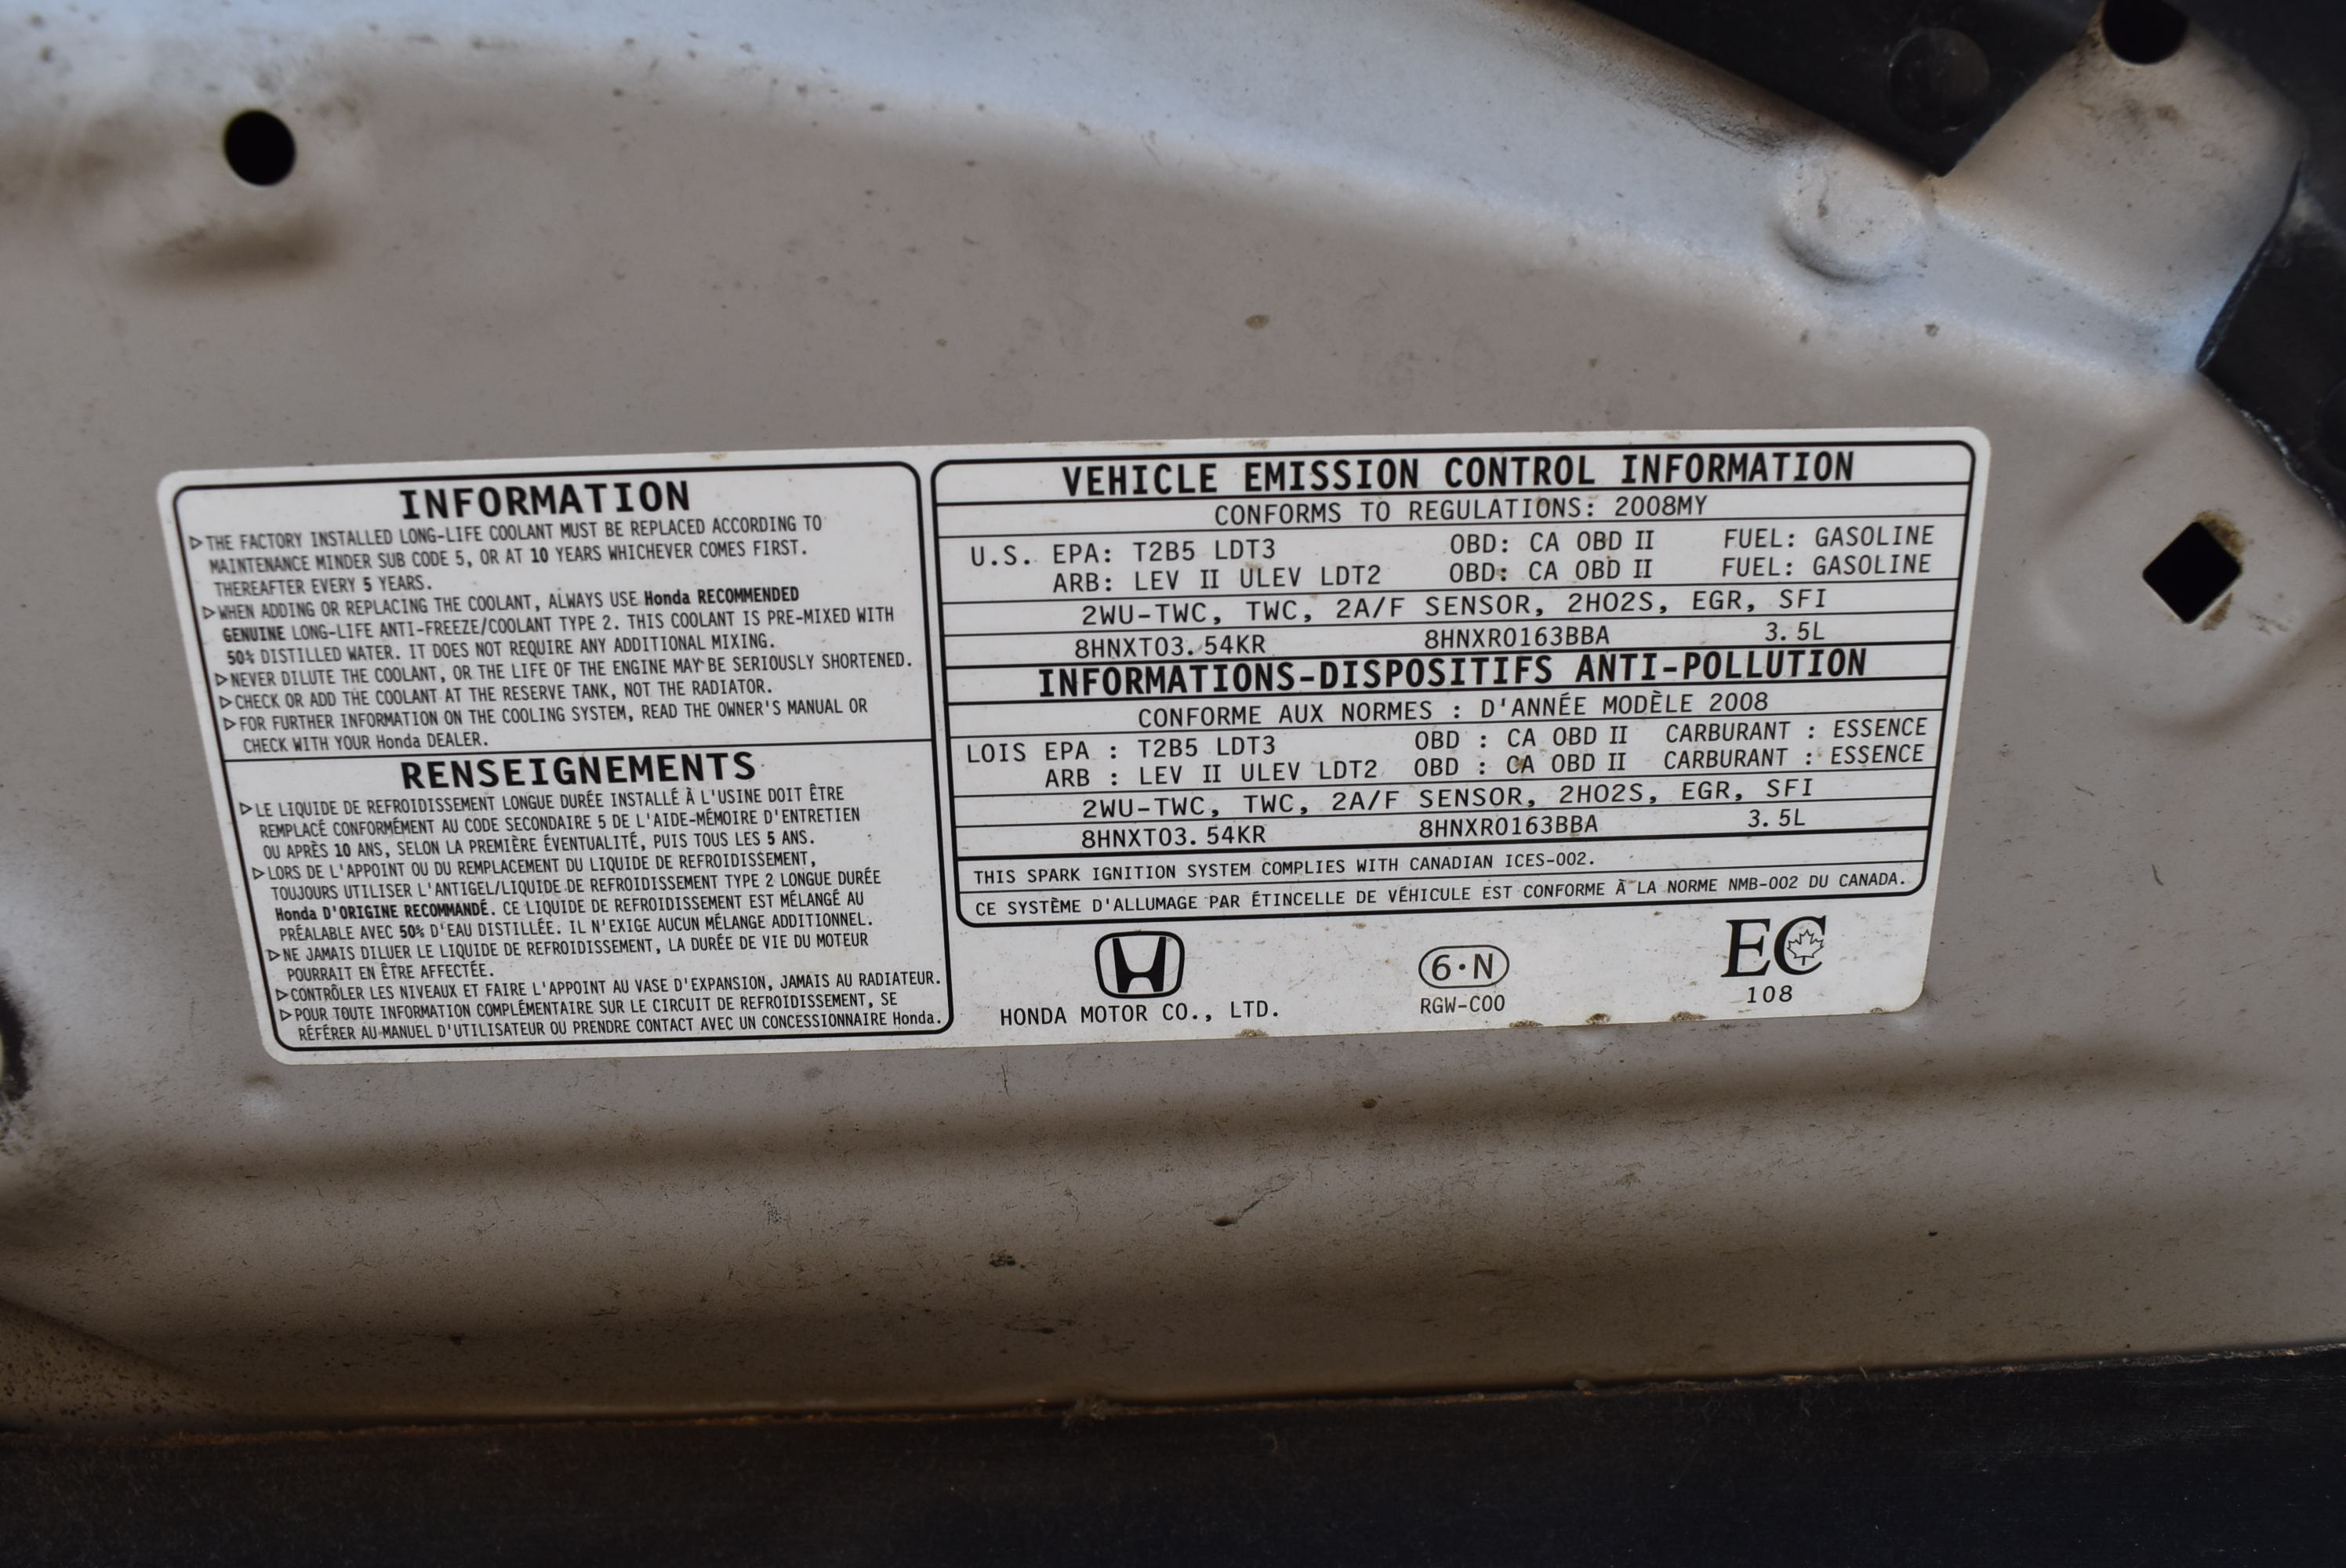 INFORMATION
▷THE FACTORY INSTALLED LONG-LIFE COOLANT MUST BE REPLACED ACCORDING TO
MAINTENANCE MINDER SUB CODE 5, OR AT 10 YEARS WHICHEVER COMES FIRST.
THEREAFTER EVERY 5 YEARS.
▷WHEN ADDING OR REPLACING THE COOLANT, ALWAYS USE Honda RECOMMENDED
GENUINE LONG-LIFE ANTI-FREEZE/COOLANT TYPE 2. THIS COOLANT IS PRE-MIXED WITH
50% DISTILLED WATER. IT DOES NOT REQUIRE ANY ADDITIONAL MIXING.
▷NEVER DILUTE THE COOLANT, OR THE LIFE OF THE ENGINE MAY BE SERIOUSLY SHORTENED.
▷CHECK OR ADD THE COOLANT AT THE RESERVE TANK, NOT THE RADIATOR.
▷FOR FURTHER INFORMATION ON THE COOLING SYSTEM, READ THE OWNER'S MANUAL OR
CHECK WITH YOUR Honda DEALER.
RENSEIGNEMENTS
▷LE LIQUIDE DE REFROIDISSEMENT LONGUE DURÉE INSTALLÉ À L'USINE DOIT ÊTRE
REMPLACÉ CONFORMÉMENT AU CODE SECONDAIRE 5 DE L'AIDE-MÉMOIRE D'ENTRETIEN
OU APRÈS 10 ANS, SELON LA PREMIÈRE ÉVENTUALITÉ, PUIS TOUS LES 5 ANS.
▷LORS DE L'APPOINT OU DU REMPLACEMENT DU LIQUIDE DE REFROIDISSEMENT,
TOUJOURS UTILISER L'ANTIGEL/LIQUIDE DE REFROIDISSEMENT TYPE 2 LONGUE DURÉE
Honda D'ORIGINE RECOMMANDÉ. CE LIQUIDE DE REFROIDISSEMENT EST MÉLANGÉ AU
PRÉALABLE AVEC 50% D'EAU DISTILLÉE. IL N'EXIGE AUCUN MÉLANGE ADDITIONNEL.
▷NE JAMAIS DILUER LE LIQUIDE DE REFROIDISSEMENT, LA DURÉE DE VIE DU MOTEUR
POURRAIT EN ÊTRE AFFECTÉE.
▷CONTRÔLER LES NIVEAUX ET FAIRE L'APPOINT AU VASE D'EXPANSION, JAMAIS AU RADIATEUR.
▷POUR TOUTE INFORMATION COMPLÉMENTAIRE SUR LE CIRCUIT DE REFROIDISSEMENT, SE
RÉFÉRER AU MANUEL D'UTILISATEUR OU PRENDRE CONTACT AVEC UN CONCESSIONNAIRE Honda.
VEHICLE EMISSION CONTROL INFORMATION
CONFORMS TO REGULATIONS: 2008MY
U.S. EPA: T2B5 LDT3 OBD: CA OBD II FUEL: GASOLINE
ARB: LEV II ULEV LDT2 OBD: CA OBD II FUEL: GASOLINE
2WU-TWC, TWC, 2A/F SENSOR, 2HO2S, EGR, SFI
8HNXT03.54KR 8HNXR0163BBA 3.5L
INFORMATIONS-DISPOSITIFS ANTI-POLLUTION
CONFORME AUX NORMES : D'ANNÉE MODÈLE 2008
LOIS EPA : T2B5 LDT3 OBD : CA OBD II CARBURANT : ESSENCE
ARB : LEV II ULEV LDT2 OBD : CA OBD II CARBURANT : ESSENCE
2WU-TWC, TWC, 2A/F SENSOR, 2HO2S, EGR, SFI
8HNXT03.54KR 8HNXR0163BBA 3.5L
THIS SPARK IGNITION SYSTEM COMPLIES WITH CANADIAN ICES-002.
CE SYSTÈME D'ALLUMAGE PAR ÉTINCELLE DE VÉHICULE EST CONFORME À LA NORME NMB-002 DU CANADA.
HONDA MOTOR CO., LTD.
6·N
RGW-C00
EC
108